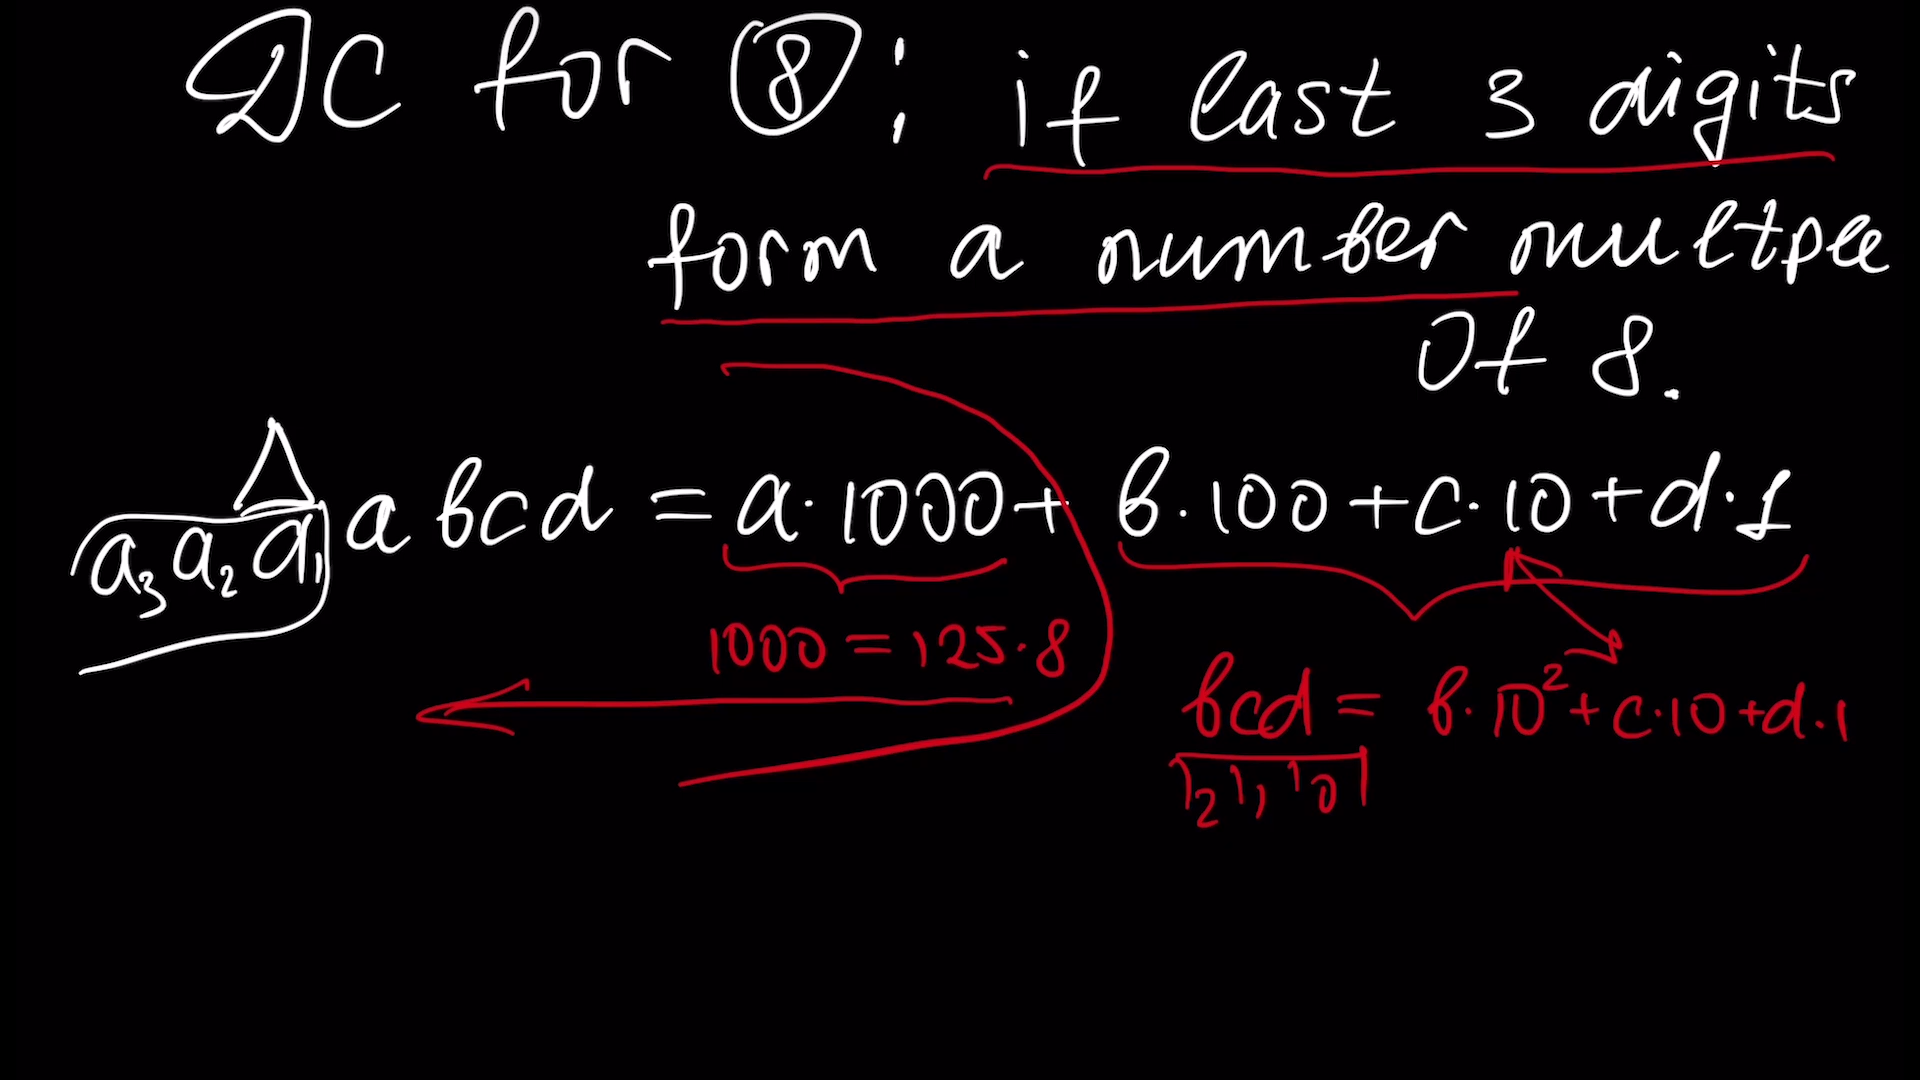 DC for 8: if last 3 digits
form a number multple
of 8.
a₃a₂a₁ abcd = a·1000 + b·100 + c·10 + d·1
1000 = 125·8
bcd = b·10² + c·10 + d·1
2 1 0